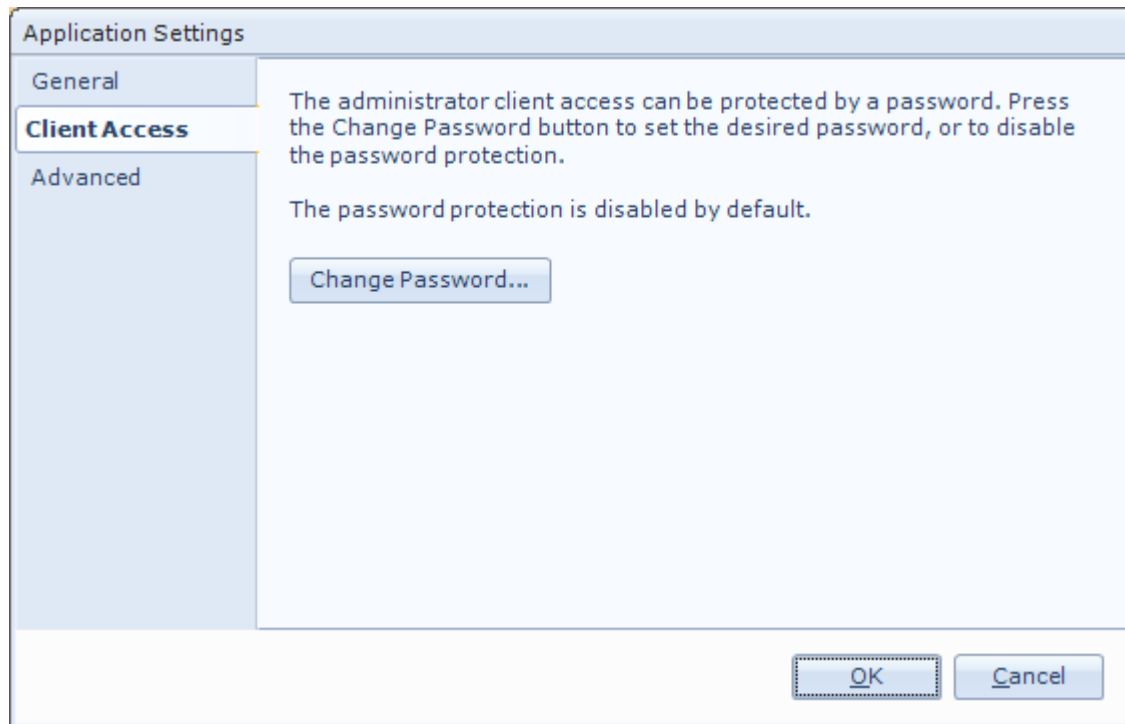 Application Settings
General
Client Access
Advanced
The administrator client access can be protected by a password. Press
the Change Password button to set the desired password, or to disable
the password protection.
The password protection is disabled by default.
Change Password...
OK
Cancel